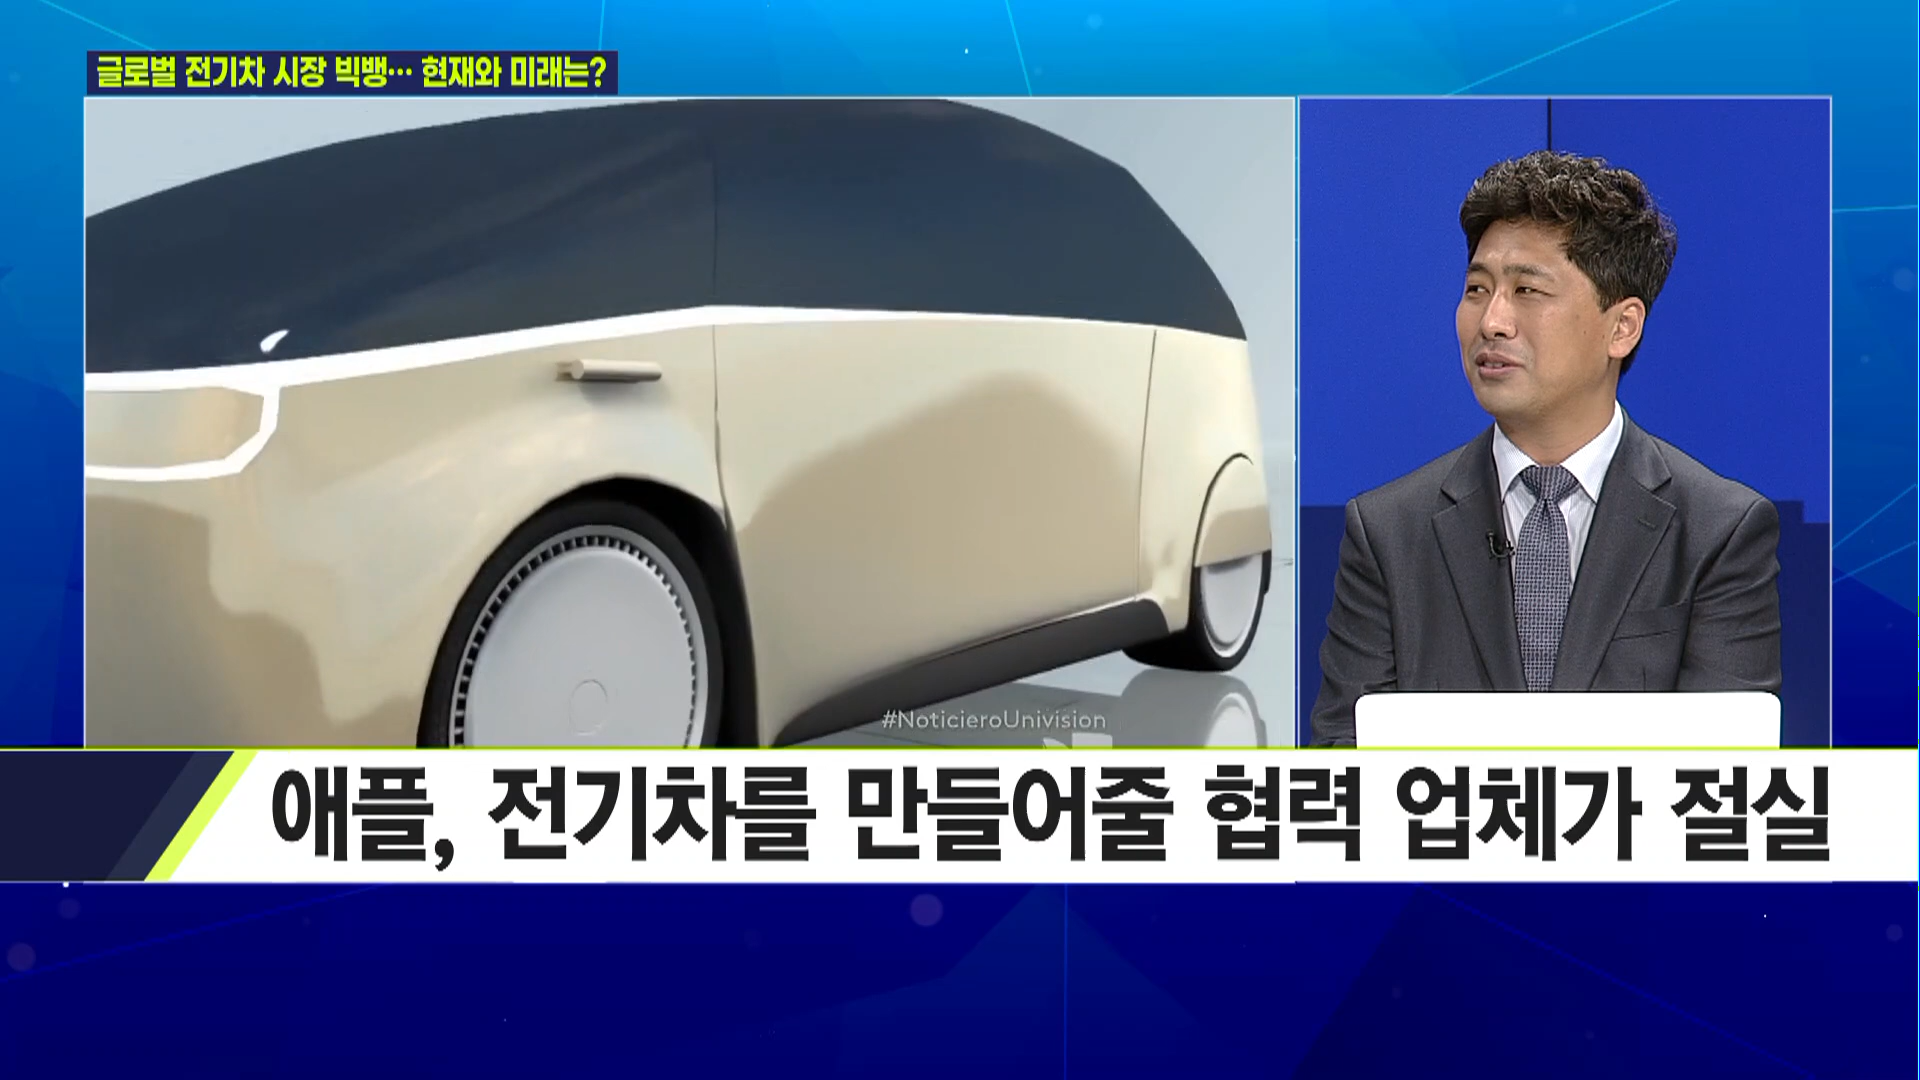 글로벌 전기차 시장 빅뱅… 현재와 미래는?
#NoticieroUnivision
애플, 전기차를 만들어줄 협력 업체가 절실